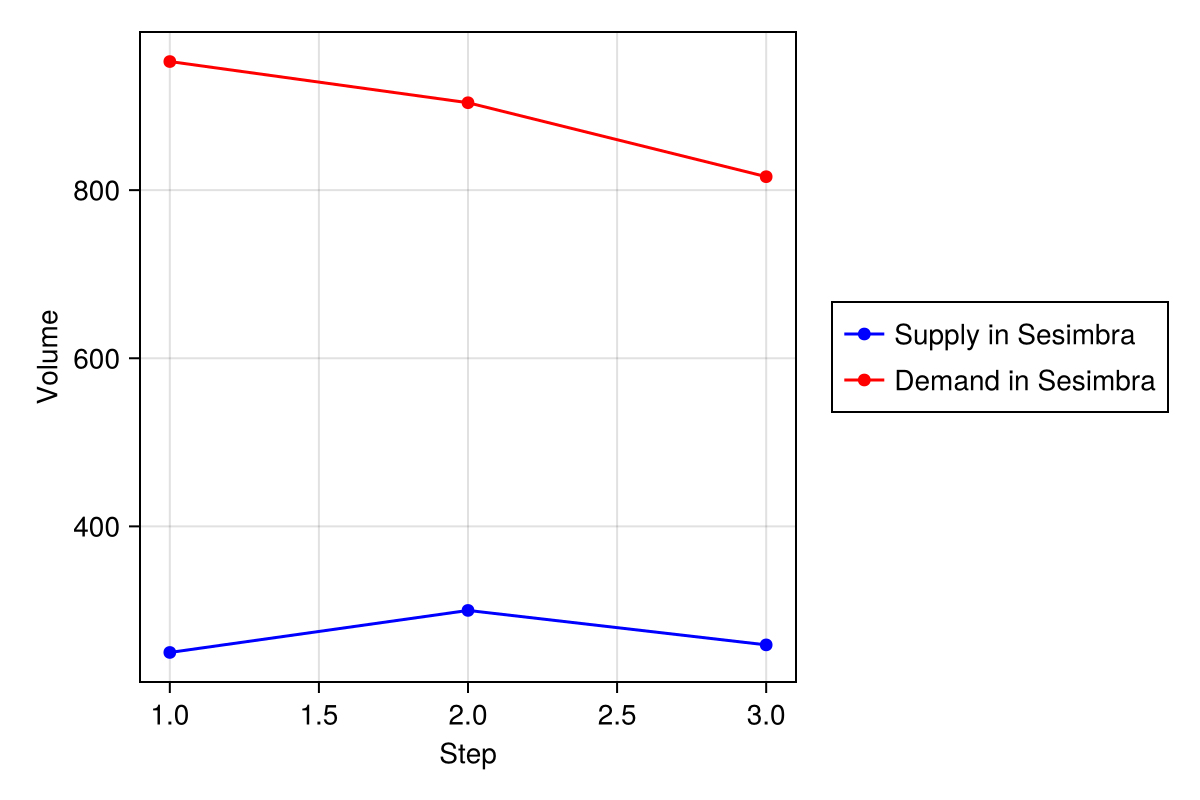 Volume
800
600
400
1.0 1.5 2.0 2.5 3.0
Step
Supply in Sesimbra
Demand in Sesimbra